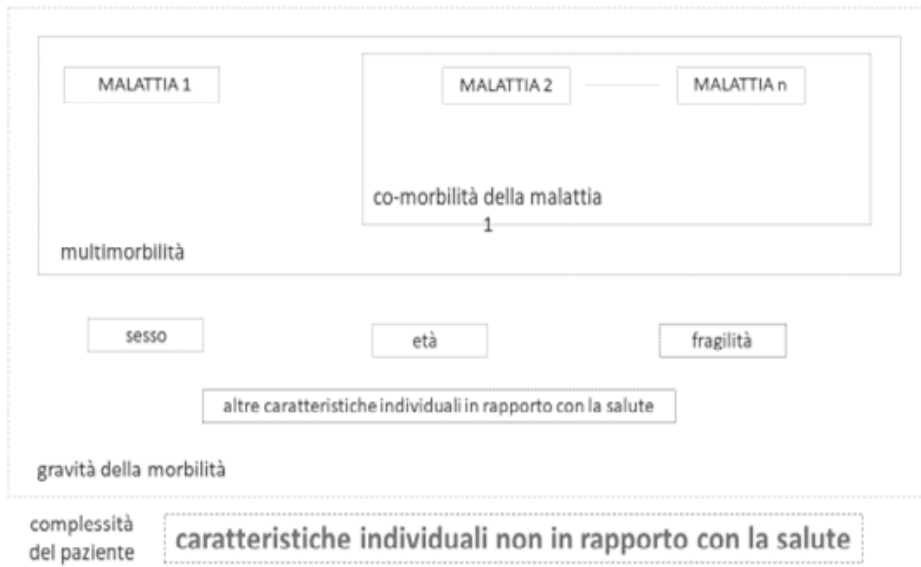 MALATTIA 1
MALATTIA 2
MALATTIA n
co-morbilità della malattia
1
multimorbilità
sesso
età
fragilità
altre caratteristiche individuali in rapporto con la salute
gravità della morbilità
complessità
del paziente
caratteristiche individuali non in rapporto con la salute